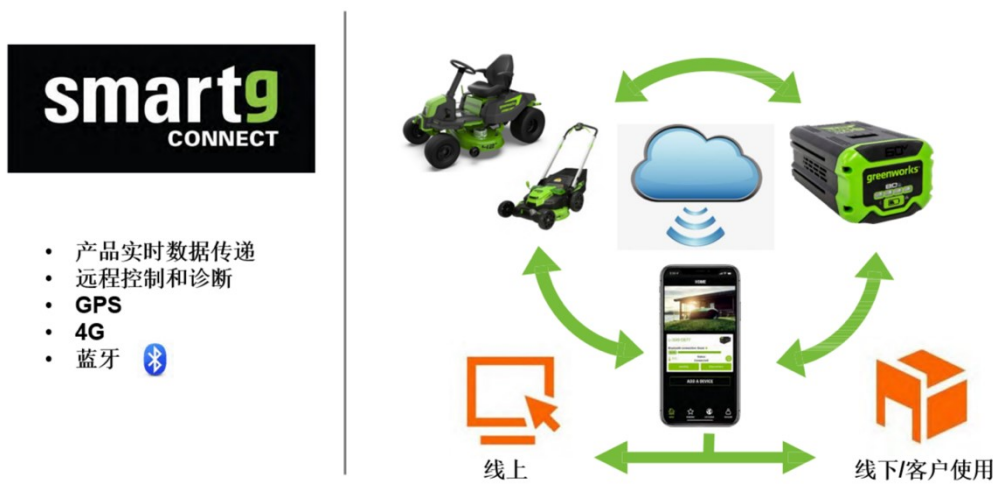 smartg
CONNECT
• 产品实时数据传递
• 远程控制和诊断
• GPS
• 4G
• 蓝牙
greenworks
HOME
ADD A DEVICE
线上
线下/客户使用